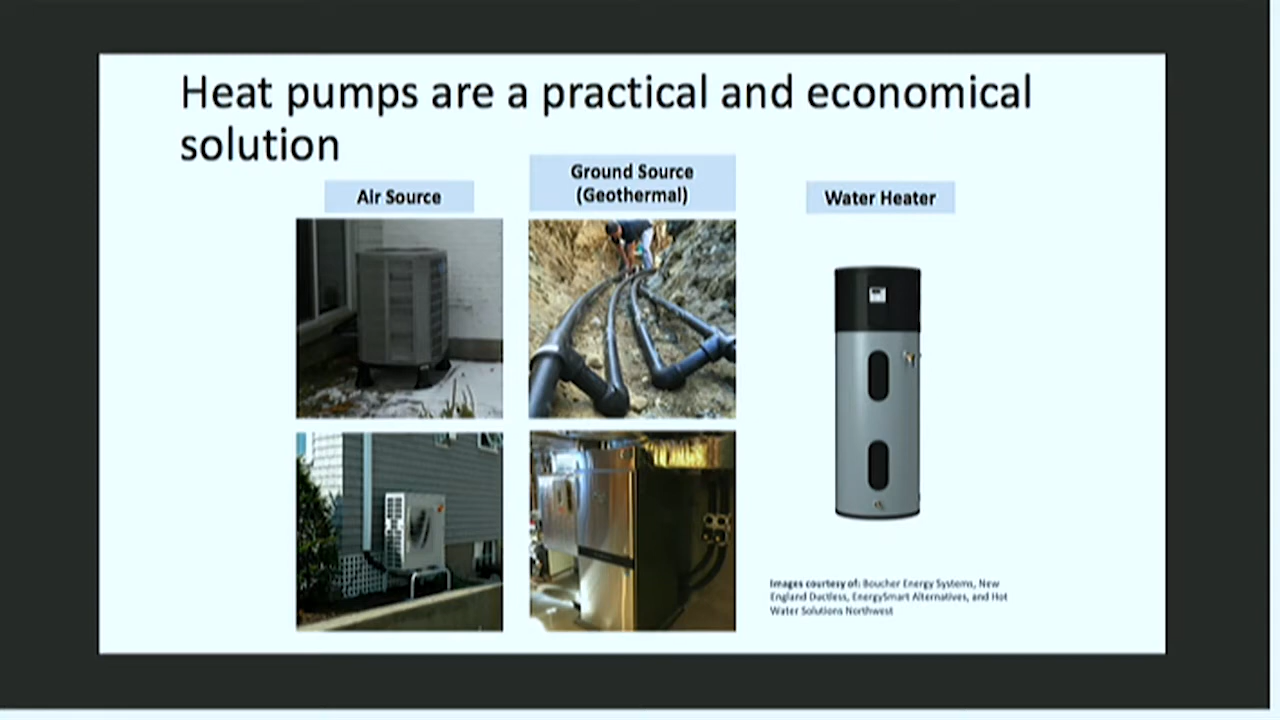 Heat pumps are a practical and economical
solution
Air Source
Ground Source
(Geothermal)
Water Heater
Images courtesy of: Boucher Energy Systems, New
England Ductless, EnergySmart Alternatives, and Hot
Water Solutions Northwest